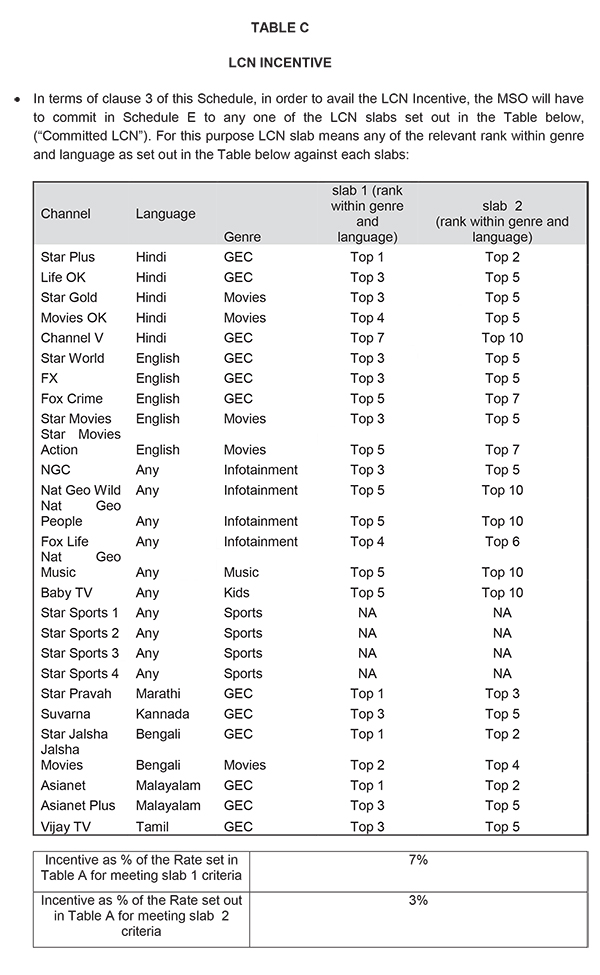 TABLE C
LCN INCENTIVE
• In terms of clause 3 of this Schedule, in order to avail the LCN Incentive, the MSO will have
to commit in Schedule E to any one of the LCN slabs set out in the Table below,
(“Committed LCN”). For this purpose LCN slab means any of the relevant rank within genre
and language as set out in the Table below against each slabs:
Channel Language Genre slab 1 (rank within genre and language) slab 2 (rank within genre and language)
Star Plus Hindi GEC Top 1 Top 2
Life OK Hindi GEC Top 3 Top 5
Star Gold Hindi Movies Top 3 Top 5
Movies OK Hindi Movies Top 4 Top 5
Channel V Hindi GEC Top 7 Top 10
Star World English GEC Top 3 Top 5
FX English GEC Top 3 Top 5
Fox Crime English GEC Top 5 Top 7
Star Movies English Movies Top 3 Top 5
Star Movies
Action English Movies Top 5 Top 7
NGC Any Infotainment Top 3 Top 5
Nat Geo Wild Any Infotainment Top 5 Top 10
Nat Geo
People Any Infotainment Top 5 Top 10
Fox Life Any Infotainment Top 4 Top 6
Nat Geo
Music Any Music Top 5 Top 10
Baby TV Any Kids Top 5 Top 10
Star Sports 1 Any Sports NA NA
Star Sports 2 Any Sports NA NA
Star Sports 3 Any Sports NA NA
Star Sports 4 Any Sports NA NA
Star Pravah Marathi GEC Top 1 Top 3
Suvarna Kannada GEC Top 3 Top 5
Star Jalsha Bengali GEC Top 1 Top 2
Jalsha
Movies Bengali Movies Top 2 Top 4
Asianet Malayalam GEC Top 1 Top 2
Asianet Plus Malayalam GEC Top 3 Top 5
Vijay TV Tamil GEC Top 3 Top 5
Incentive as % of the Rate set in 7%
Table A for meeting slab 1 criteria
Incentive as % of the Rate set out 3%
in Table A for meeting slab 2
criteria